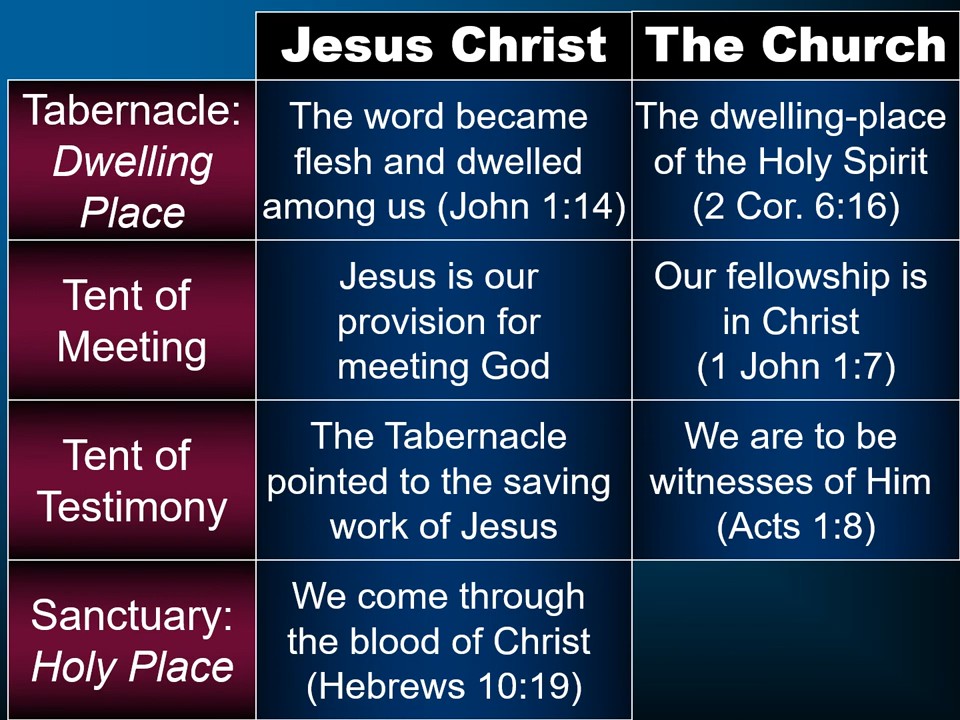 Jesus Christ
The Church
Tabernacle:
Dwelling
Place
The word became
flesh and dwelled
among us (John 1:14)
The dwelling-place
of the Holy Spirit
(2 Cor. 6:16)
Tent of
Meeting
Jesus is our
provision for
meeting God
Our fellowship is
in Christ
(1 John 1:7)
Tent of
Testimony
The Tabernacle
pointed to the saving
work of Jesus
We are to be
witnesses of Him
(Acts 1:8)
Sanctuary:
Holy Place
We come through
the blood of Christ
(Hebrews 10:19)